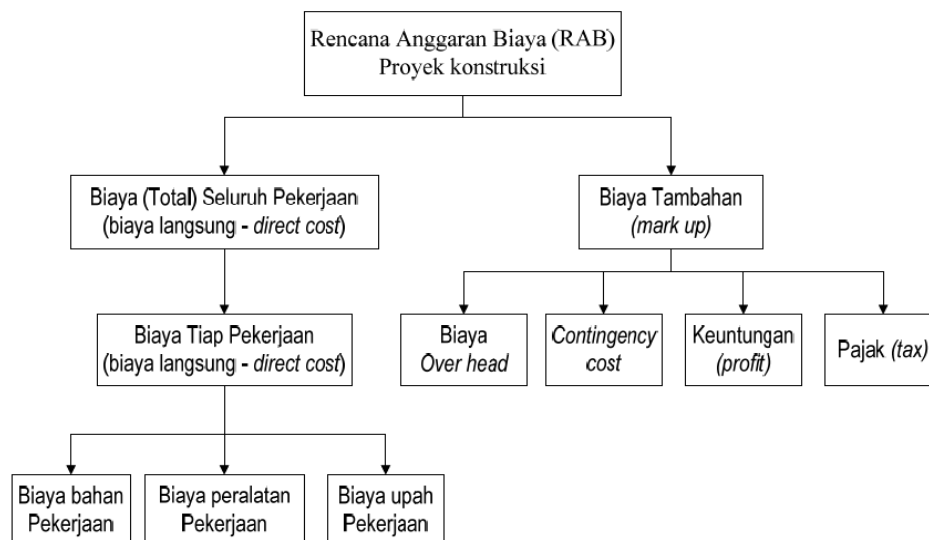 Rencana Anggaran Biaya (RAB)
Proyek konstruksi
Biaya (Total) Seluruh Pekerjaan
(biaya langsung - direct cost)
Biaya Tambahan
(mark up)
Biaya Tiap Pekerjaan
(biaya langsung - direct cost)
Biaya
Over head
Contingency
cost
Keuntungan
(profit)
Pajak (tax)
Biaya bahan
Pekerjaan
Biaya peralatan
Pekerjaan
Biaya upah
Pekerjaan